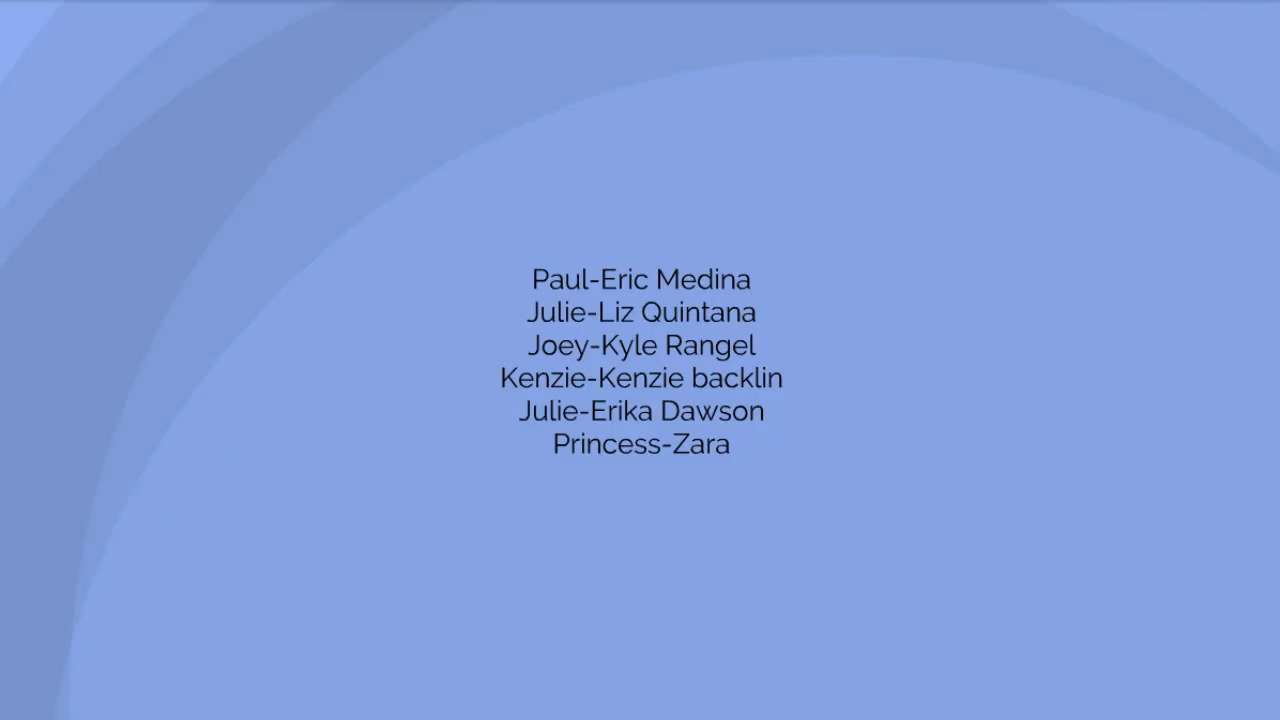 Paul-Eric Medina
Julie-Liz Quintana
Joey-Kyle Rangel
Kenzie-Kenzie backlin
Julie-Erika Dawson
Princess-Zara